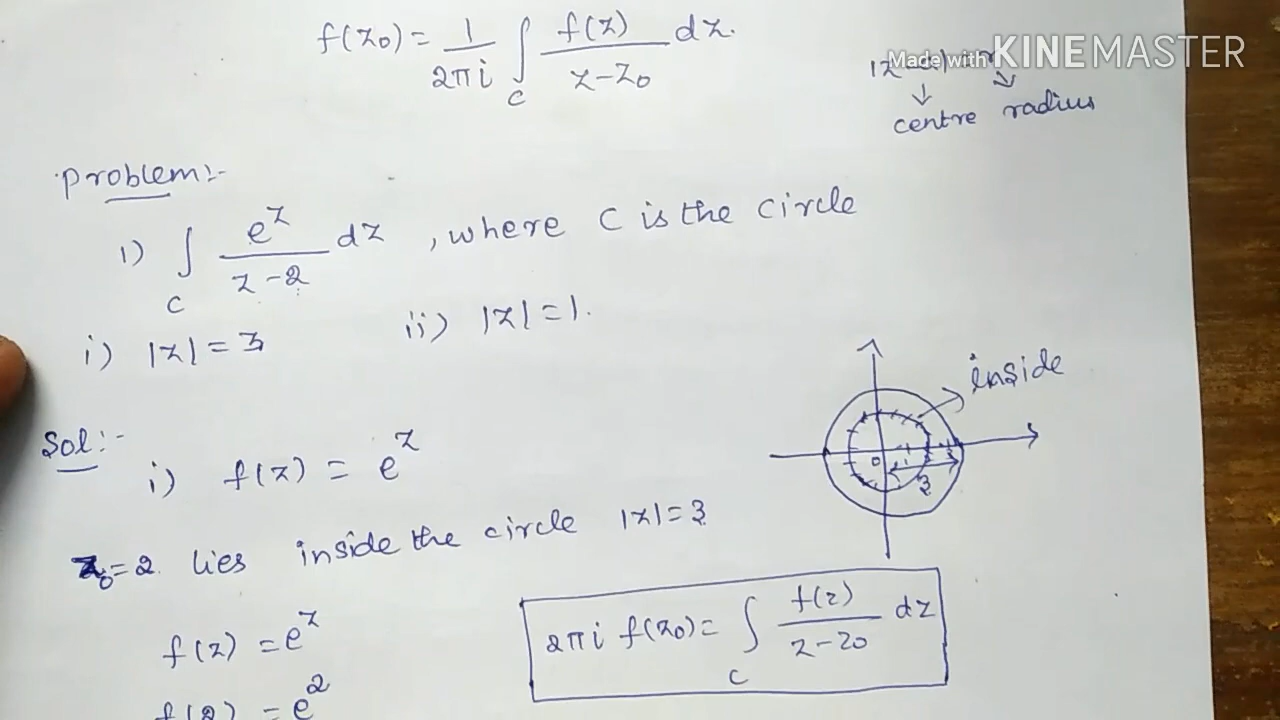 f(z₀) = 1/2πi ∫_C f(z)/z−z₀ dz.
Made with KINEMASTER
centre radius
Problem:-
1) ∫_C e^z/z−2 dz, where C is the circle
i) |z| = 3 ii) |z| = 1.
inside
0 3
Sol:-
i) f(z) = e^z
z₀=2 lies inside the circle |z|=3
f(z) = e^z
2πi f(z₀) = ∫_C f(z)/z−z₀ dz
f(2) = e^2